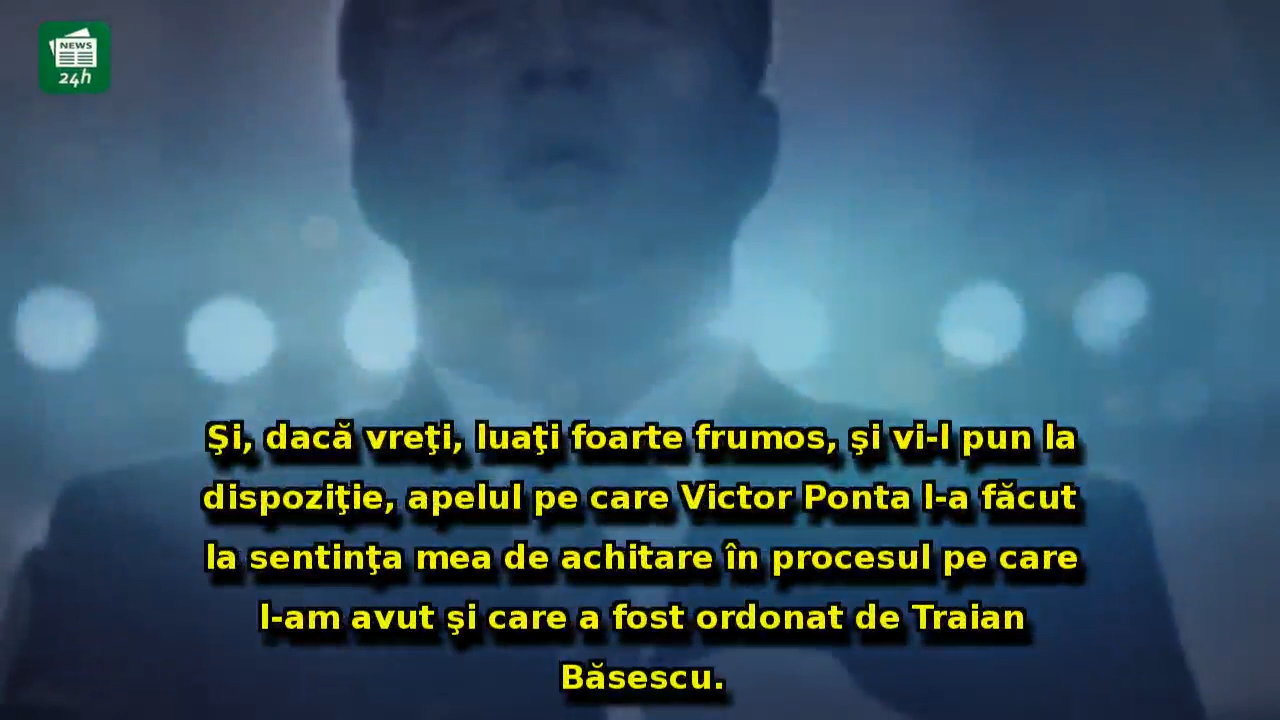 NEWS
24h
Şi, dacă vreţi, luaţi foarte frumos, şi vi-l pun la
dispoziţie, apelul pe care Victor Ponta l-a făcut
la sentinţa mea de achitare în procesul pe care
l-am avut şi care a fost ordonat de Traian
Băsescu.